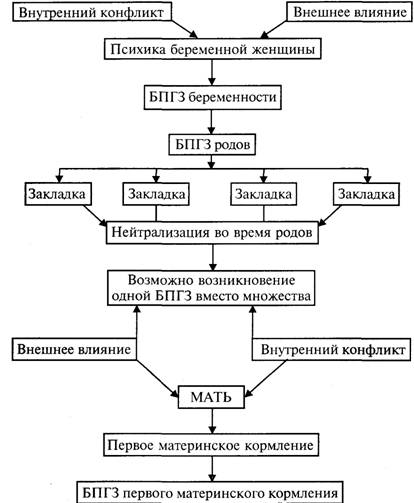 Внутренний конфликт
Внешнее влияние
Психика беременной женщины
БПГЗ беременности
БПГЗ родов
Закладка
Закладка
Закладка
Закладка
Нейтрализация во время родов
Возможно возникновение
одной БПГЗ вместо множества
Внешнее влияние
Внутренний конфликт
МАТЬ
Первое материнское кормление
БПГЗ первого материнского кормления